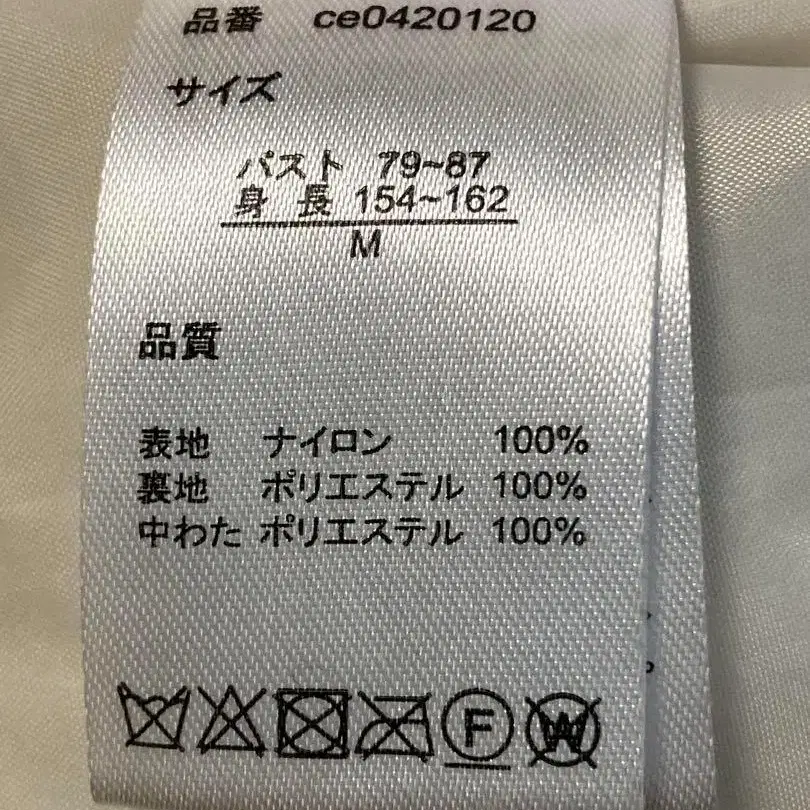 品番 ce0420120
サイズ
バスト 79~87
身長 154~162
M
品質
表地 ナイロン 100%
裏地 ポリエステル 100%
中わた ポリエステル 100%
F W